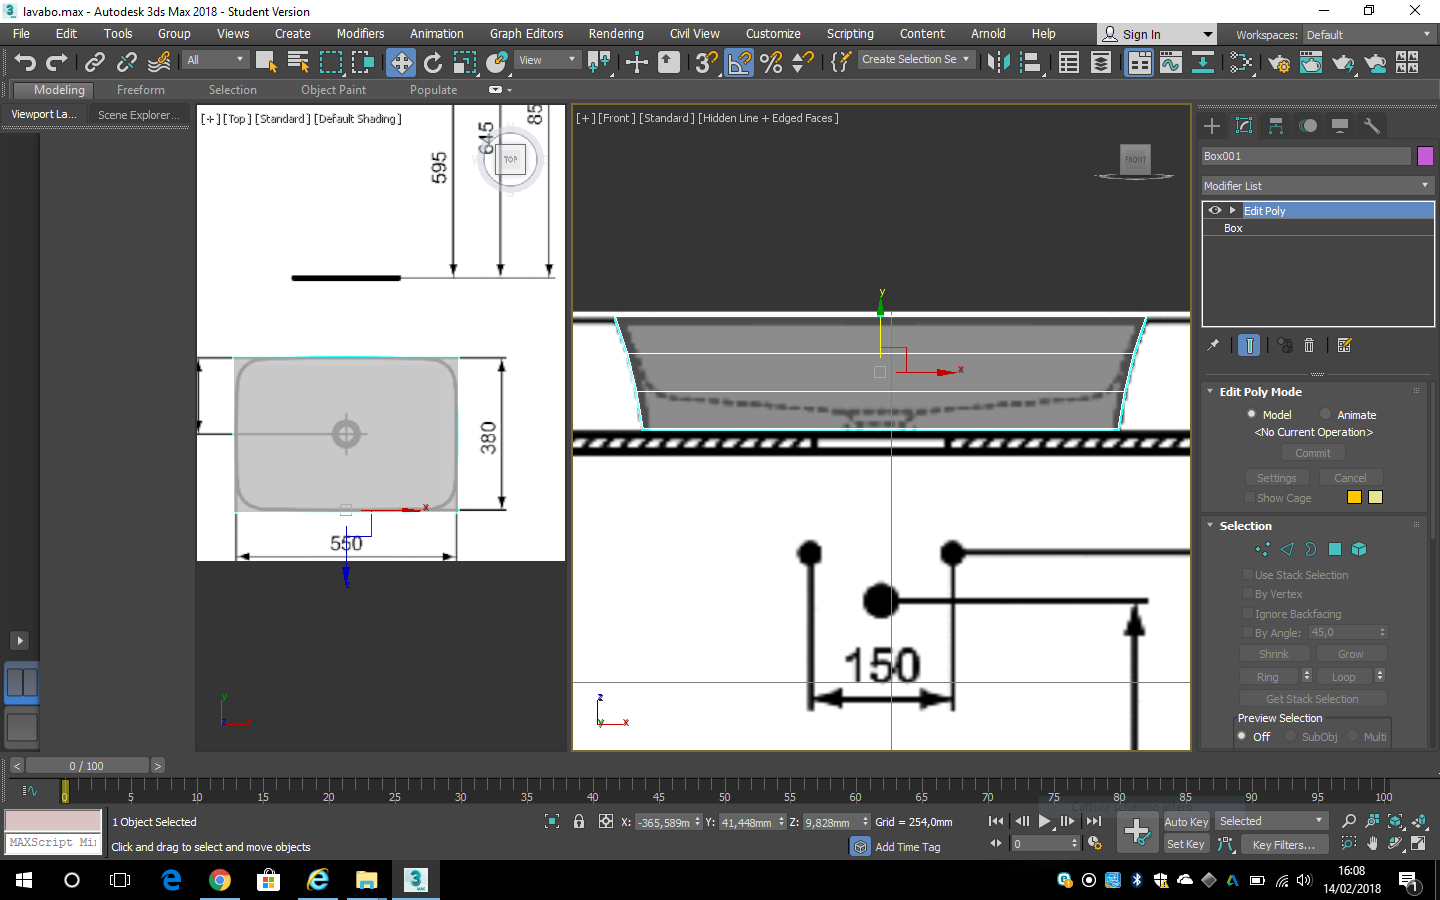 lavabo.max - Autodesk 3ds Max 2018 - Student Version
File Edit Tools Group Views Create Modifiers Animation Graph Editors Rendering Civil View Customize Scripting Content Arnold Help Sign In Workspaces: Default
All View Create Selection Se
Modeling Freeform Selection Object Paint Populate
Viewport La... Scene Explorer...
[+] [Top] [Standard] [Default Shading]
[+] [Front] [Standard] [Hidden Line + Edged Faces]
595
645
85
TOP
FRONT
380
550
150
x
y
x
z
y
x
z
x
Box001
Modifier List
Edit Poly
Box
Edit Poly Mode
Model Animate
<No Current Operation>
Commit
Settings Cancel
Show Cage
Selection
Use Stack Selection
By Vertex
Ignore Backfacing
By Angle: 45,0
Shrink Grow
Ring Loop
Get Stack Selection
Preview Selection
Off SubObj Multi
< 0 / 100 >
0 5 10 15 20 25 30 35 40 45 50 55 60 65 70 75 80 85 90 95 100
Cattura schermo intero
1 Object Selected X: -365,589m Y: 41,448mm Z: 9,828mm Grid = 254,0mm Auto Key Selected
MAXScript Mi Click and drag to select and move objects Add Time Tag 0 Set Key Key Filters...
16:08
14/02/2018
3
MAX
1